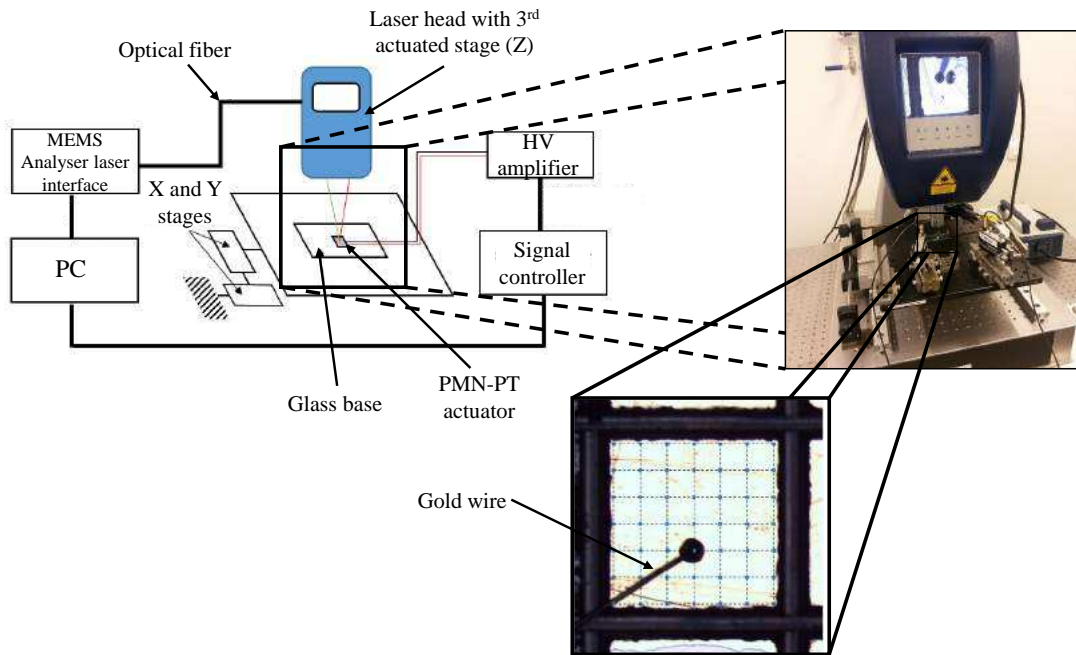 Laser head with 3rd
actuated stage (Z)
Optical fiber
MEMS
Analyser laser
interface
HV
amplifier
X and Y
stages
PC
Signal
controller
Glass base
PMN-PT
actuator
Gold wire